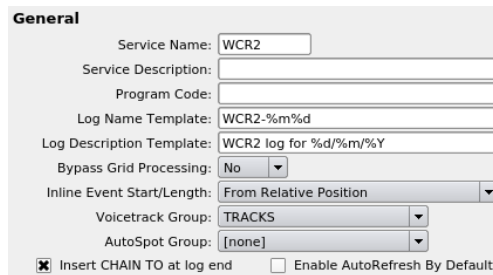 General
Service Name: WCR2
Service Description:
Program Code:
Log Name Template: WCR2-%m%d
Log Description Template: WCR2 log for %d/%m/%Y
Bypass Grid Processing: No
Inline Event Start/Length: From Relative Position
Voicetrack Group: TRACKS
AutoSpot Group: [none]
Insert CHAIN TO at log end Enable AutoRefresh By Default